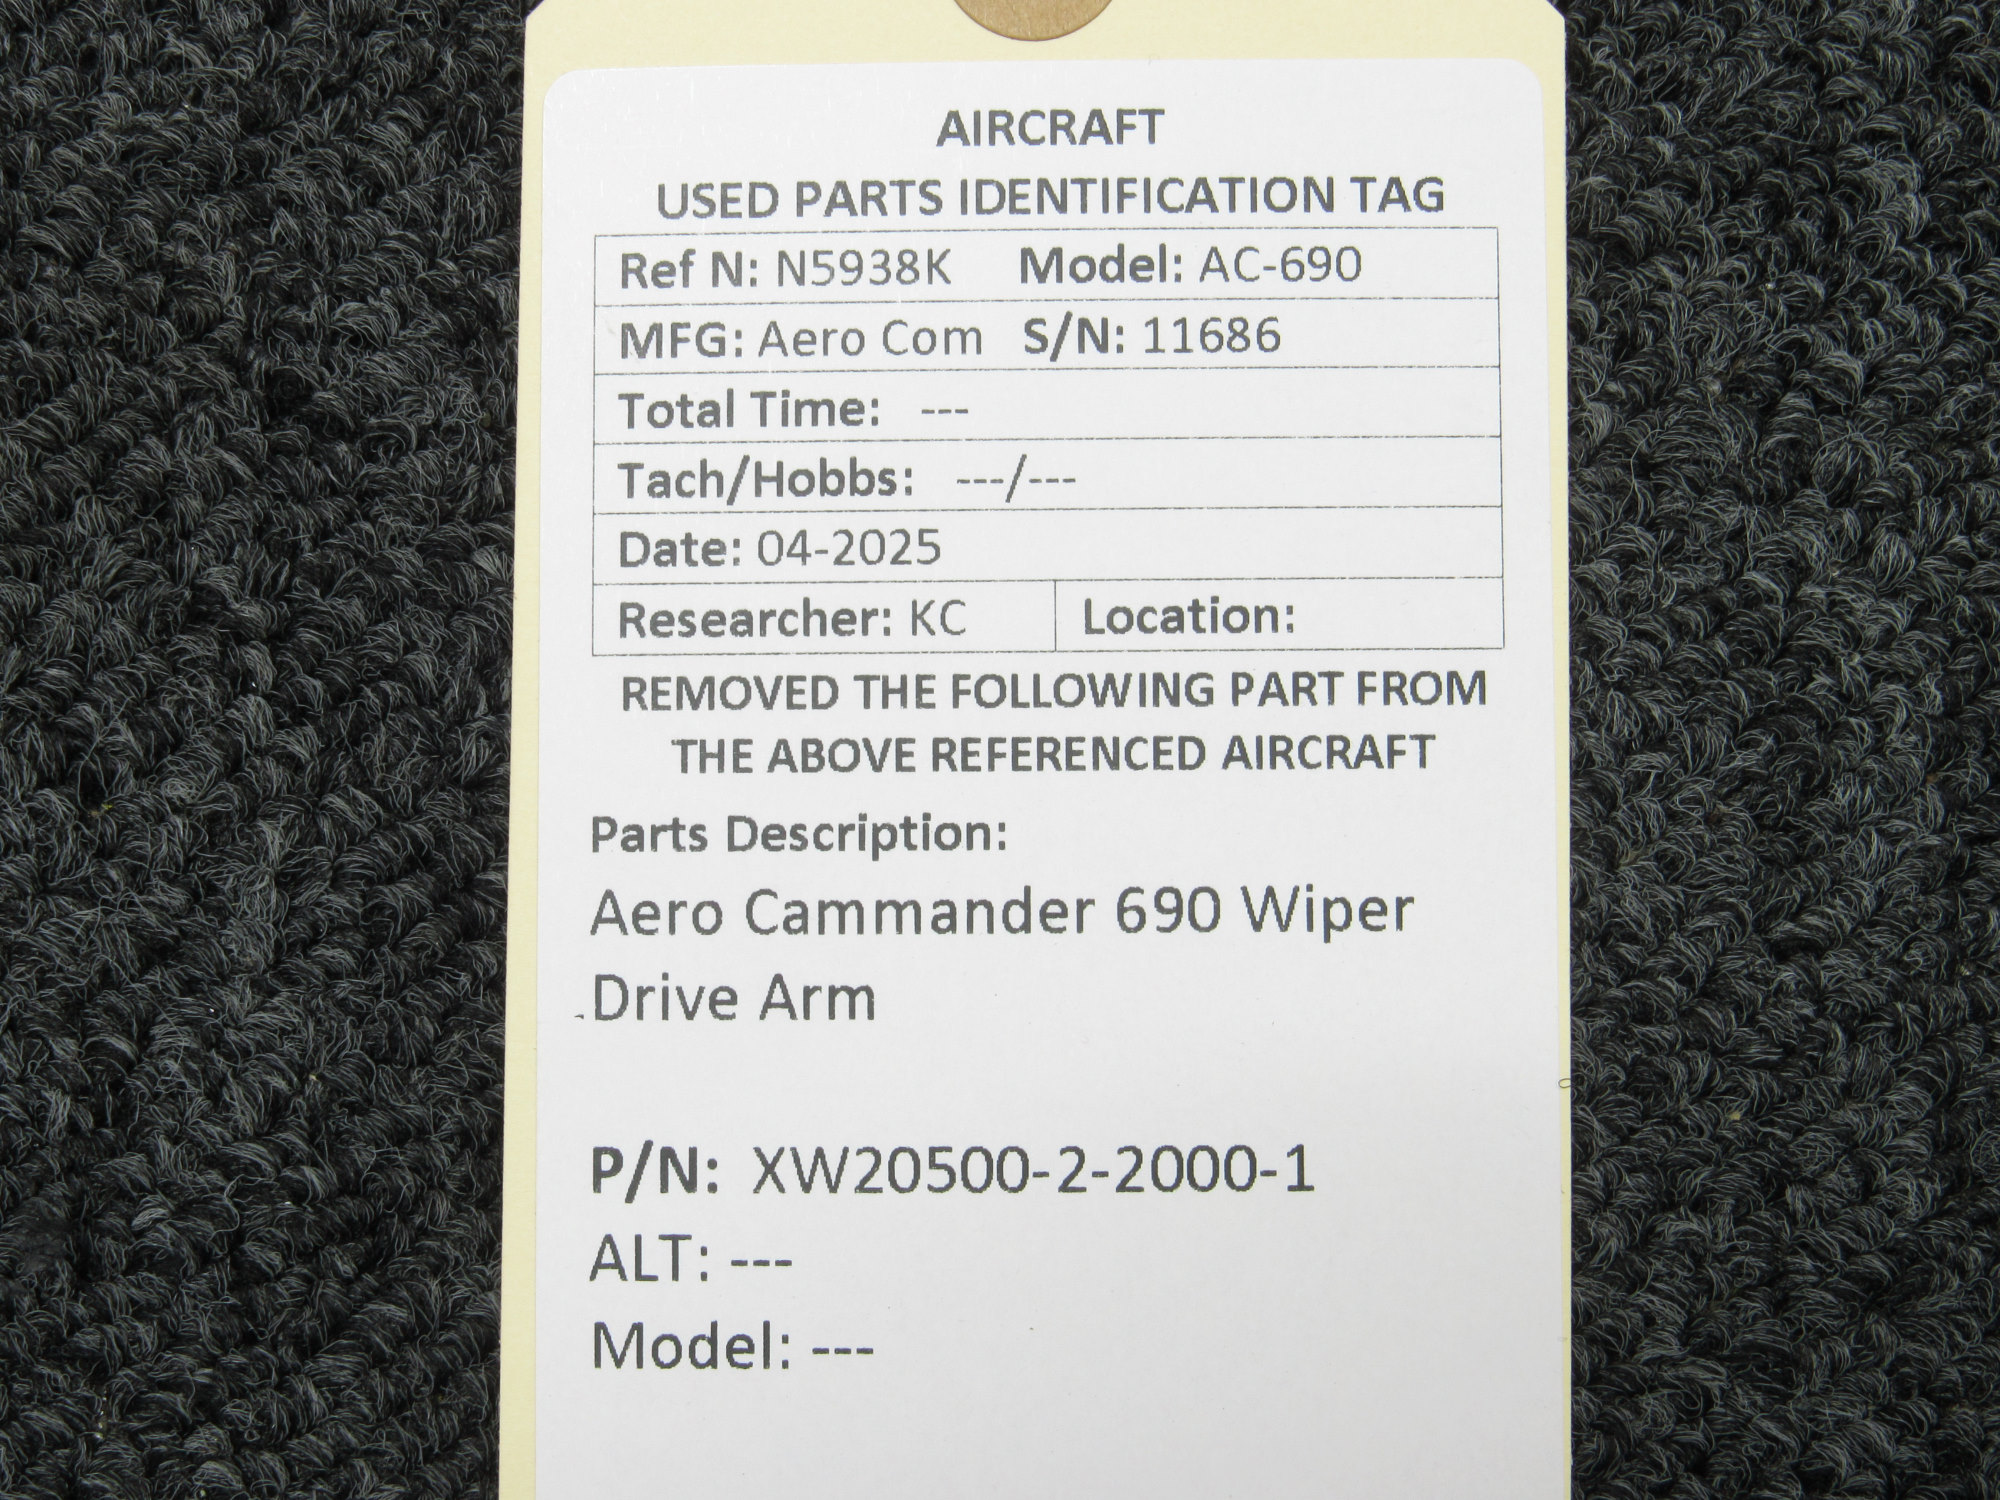 AIRCRAFT
USED PARTS IDENTIFICATION TAG
Ref N: N5938K Model: AC-690
MFG: Aero Com S/N: 11686
Total Time: ---
Tach/Hobbs: ---/---
Date: 04-2025
Researcher: KC Location:
REMOVED THE FOLLOWING PART FROM
THE ABOVE REFERENCED AIRCRAFT
Parts Description:
Aero Cammander 690 Wiper
Drive Arm
P/N: XW20500-2-2000-1
ALT: ---
Model: ---